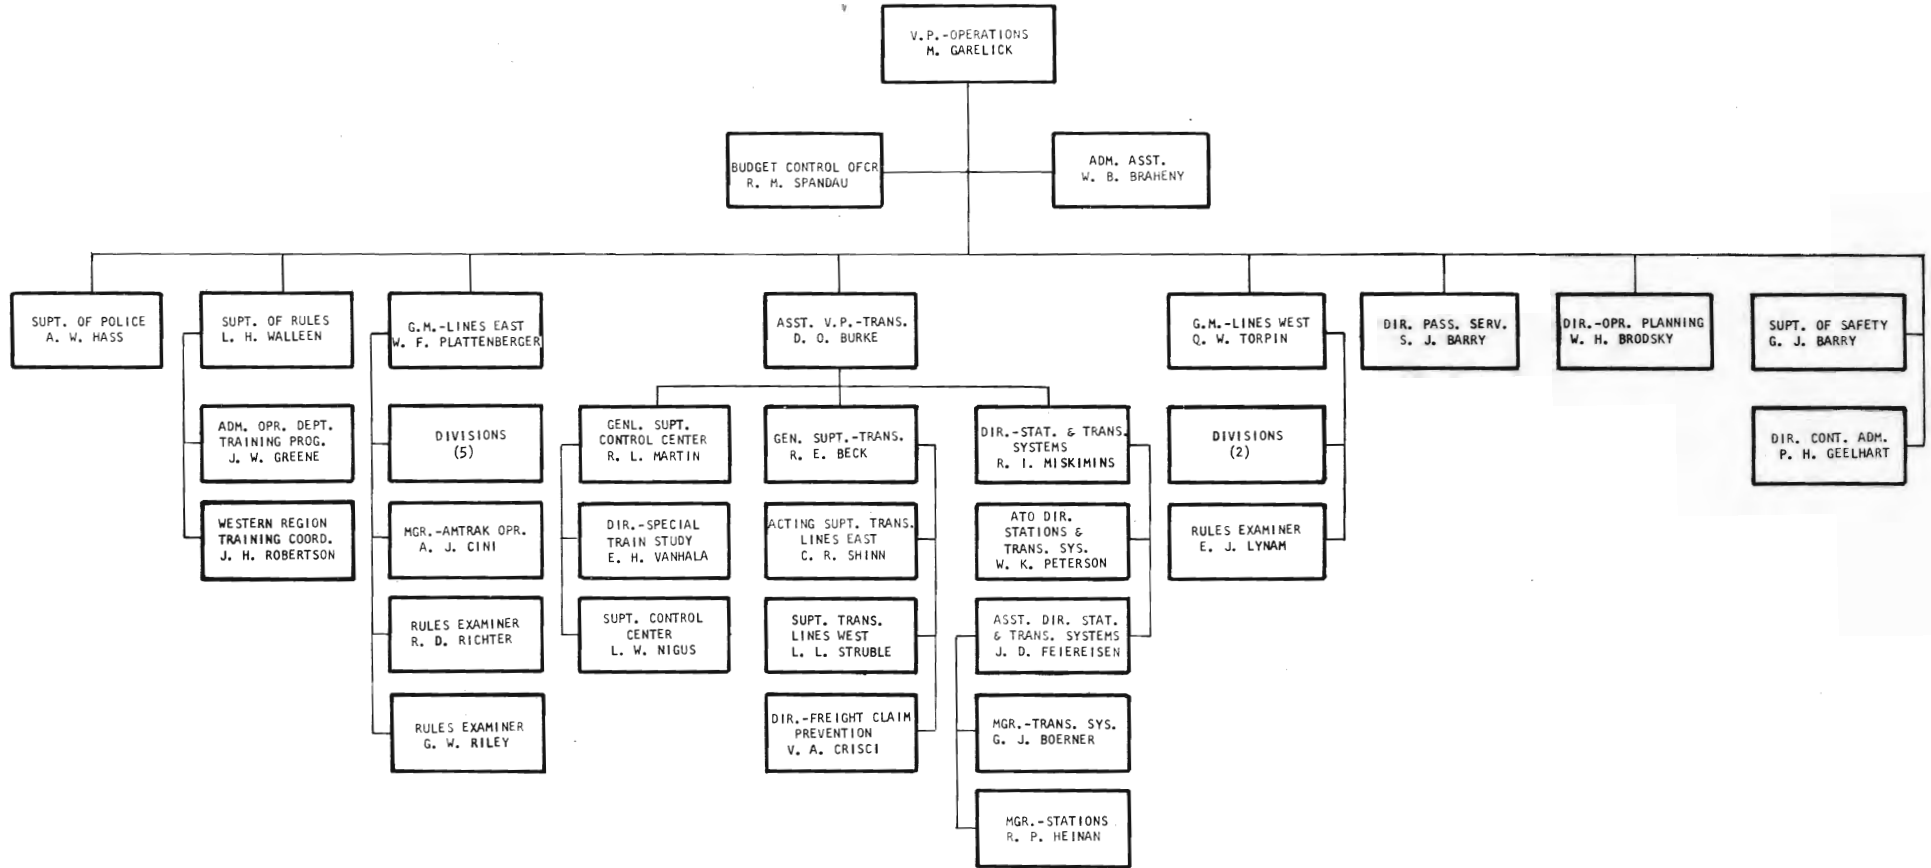 V.P.-OPERATIONS
M. GARELICK
BUDGET CONTROL OFCR
R. M. SPANDAU
ADM. ASST.
W. B. BRAHENY
SUPT. OF POLICE
A. W. HASS
SUPT. OF RULES
L. H. WALLEEN
G.M.-LINES EAST
W. F. PLATTENBERGER
ASST. V.P.-TRANS.
D. O. BURKE
G.M.-LINES WEST
Q. W. TORPIN
DIR. PASS. SERV.
S. J. BARRY
DIR.-OPR. PLANNING
W. H. BRODSKY
SUPT. OF SAFETY
G. J. BARRY
ADM. OPR. DEPT.
TRAINING PROG.
J. W. GREENE
WESTERN REGION
TRAINING COORD.
J. H. ROBERTSON
DIVISIONS
(5)
MGR.-AMTRAK OPR.
A. J. CINI
RULES EXAMINER
R. D. RICHTER
RULES EXAMINER
G. W. RILEY
GENL. SUPT.
CONTROL CENTER
R. L. MARTIN
DIR.-SPECIAL
TRAIN STUDY
E. H. VANHALA
SUPT. CONTROL
CENTER
L. W. NIGUS
GEN. SUPT.-TRANS.
R. E. BECK
ACTING SUPT. TRANS.
LINES EAST
C. R. SHINN
SUPT. TRANS.
LINES WEST
L. L. STRUBLE
DIR.-FREIGHT CLAIM
PREVENTION
V. A. CRISCI
DIR.-STAT. & TRANS.
SYSTEMS
R. I. MISKIMINS
ATO DIR.
STATIONS &
TRANS. SYS.
W. K. PETERSON
ASST. DIR. STAT.
& TRANS. SYSTEMS
J. D. FEIEREISEN
MGR.-TRANS. SYS.
G. J. BOERNER
MGR.-STATIONS
R. P. HEINAN
DIVISIONS
(2)
RULES EXAMINER
E. J. LYNAM
DIR. CONT. ADM.
P. H. GEELHART